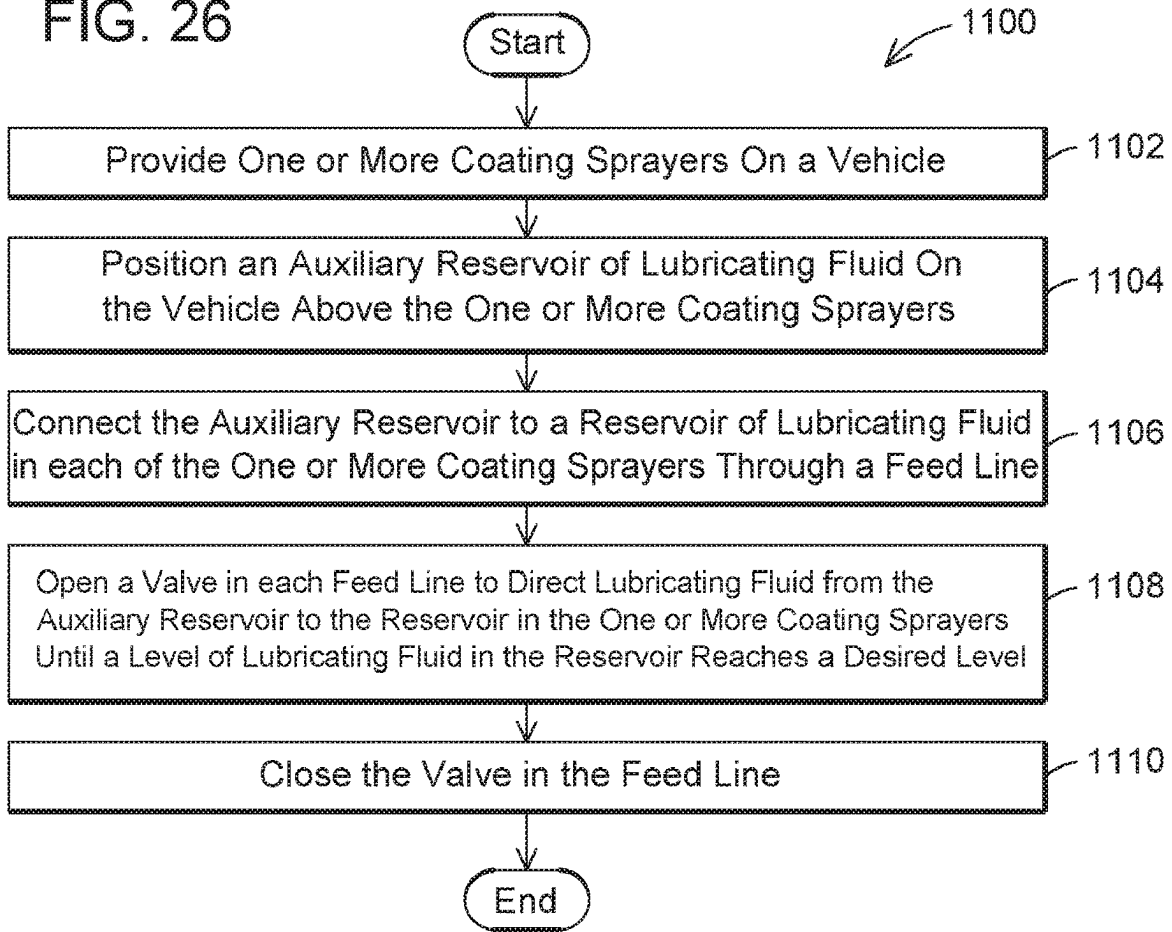 FIG. 26
Start
1100
Provide One or More Coating Sprayers On a Vehicle
1102
Position an Auxiliary Reservoir of Lubricating Fluid On
the Vehicle Above the One or More Coating Sprayers
1104
Connect the Auxiliary Reservoir to a Reservoir of Lubricating Fluid
in each of the One or More Coating Sprayers Through a Feed Line
1106
Open a Valve in each Feed Line to Direct Lubricating Fluid from the
Auxiliary Reservoir to the Reservoir in the One or More Coating Sprayers
Until a Level of Lubricating Fluid in the Reservoir Reaches a Desired Level
1108
Close the Valve in the Feed Line
1110
End